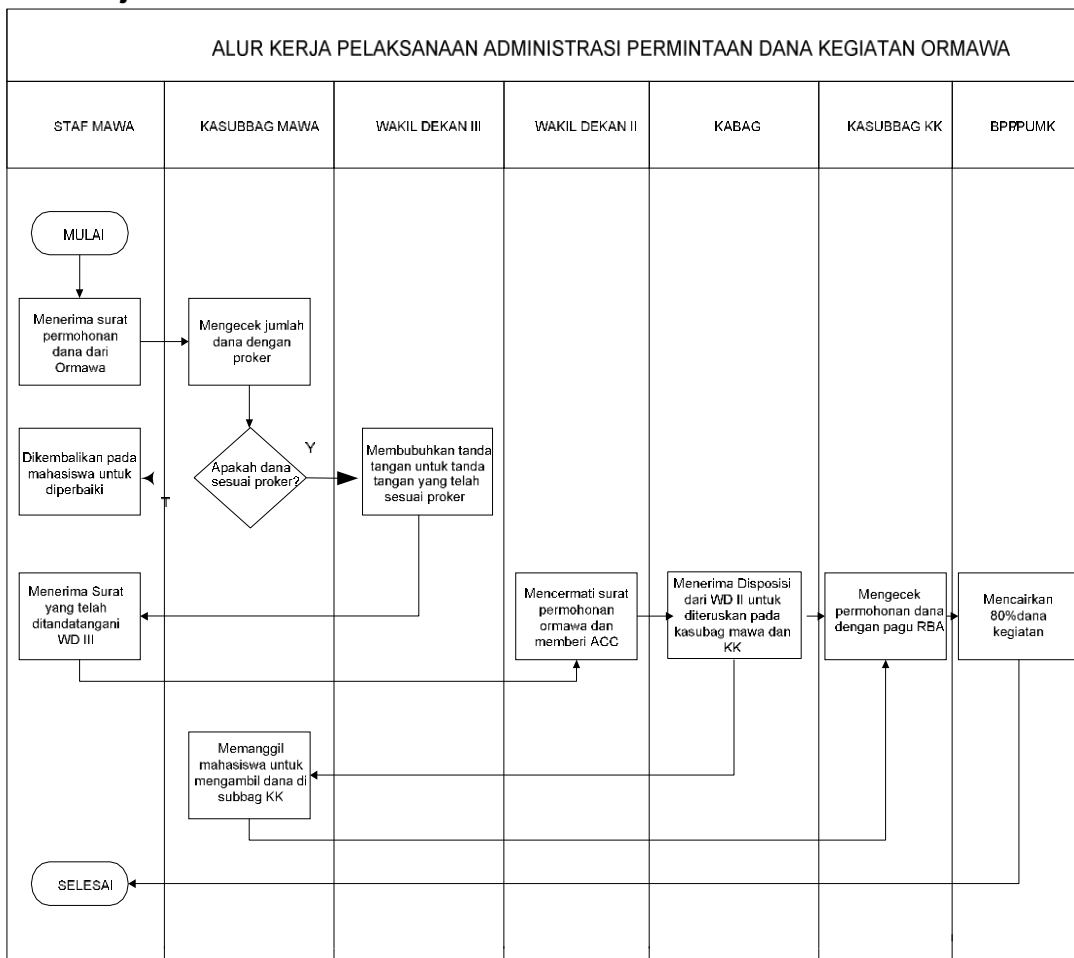 ALUR KERJA PELAKSANAAN ADMINISTRASI PERMINTAAN DANA KEGIATAN ORMAWA
STAF MAWA
KASUBBAG MAWA
WAKIL DEKAN III
WAKIL DEKAN II
KABAG
KASUBBAG KK
BPP/PUMK
MULAI
Menerima surat
permohonan
dana dari
Ormawa
Mengecek jumlah
dana dengan
proker
Dikembalikan pada
mahasiswa untuk
diperbaiki
T
Apakah dana
sesuai proker?
Y
Membubuhkan tanda
tangan untuk tanda
tangan yang telah
sesuai proker
Menerima Surat
yang telah
ditandatangani
WD III
Mencermati surat
permohonan
ormawa dan
memberi ACC
Menerima Disposisi
dari WD II untuk
diteruskan pada
kasubag mawa dan
KK
Mengecek
permohonan dana
dengan pagu RBA
Mencairkan
80%dana
kegiatan
Memanggil
mahasiswa untuk
mengambil dana di
subbag KK
SELESAI